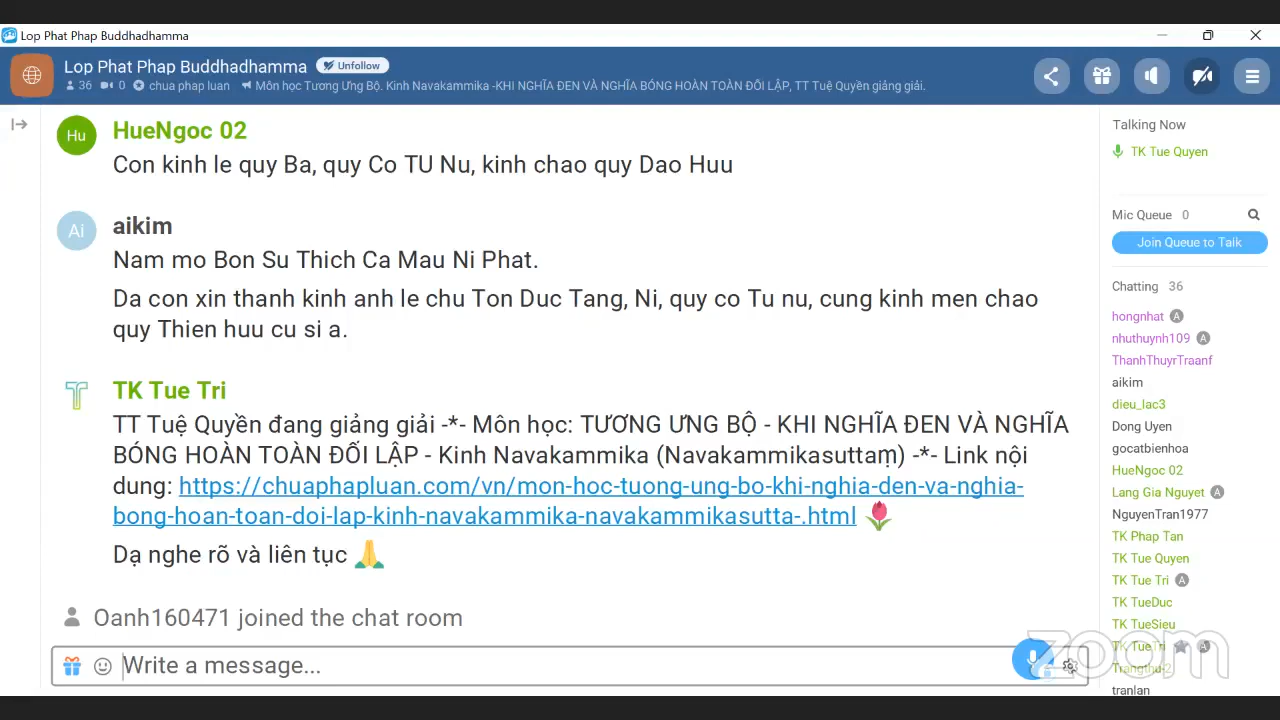 Lop Phat Phap Buddhadhamma
Lop Phat Phap Buddhadhamma Unfollow
36 0 chua phap luan Môn học Tương Ưng Bộ. Kinh Navakammika -KHI NGHĨA ĐEN VÀ NGHĨA BÓNG HOÀN TOÀN ĐỐI LẬP, TT Tuệ Quyền giảng giải.
Hu HueNgoc 02
Con kinh le quy Ba, quy Co TU Nu, kinh chao quy Dao Huu
Ai aikim
Nam mo Bon Su Thich Ca Mau Ni Phat.
Da con xin thanh kinh anh le chu Ton Duc Tang, Ni, quy co Tu nu, cung kinh men chao
quy Thien huu cu si a.
T TK Tue Tri
TT Tuệ Quyền đang giảng giải -*- Môn học: TƯƠNG ƯNG BỘ - KHI NGHĨA ĐEN VÀ NGHĨA
BÓNG HOÀN TOÀN ĐỐI LẬP - Kinh Navakammika (Navakammikasuttaṃ) -*- Link nội
dung: https://chuaphapluan.com/vn/mon-hoc-tuong-ung-bo-khi-nghia-den-va-nghia-
bong-hoan-toan-doi-lap-kinh-navakammika-navakammikasutta-.html
Dạ nghe rõ và liên tục
Oanh160471 joined the chat room
Write a message...
Talking Now
TK Tue Quyen
Mic Queue 0
Join Queue to Talk
Chatting 36
hongnhat A
nhuthuynh109 A
ThanhThuyrTraanf
aikim
dieu_lac3
Dong Uyen
gocatbienhoa
HueNgoc 02
Lang Gia Nguyet A
NguyenTran1977
TK Phap Tan
TK Tue Quyen
TK Tue Tri A
TK TueDuc
TK TueSieu
TK TueTri A
Trangthu-2
tranlan
zoom